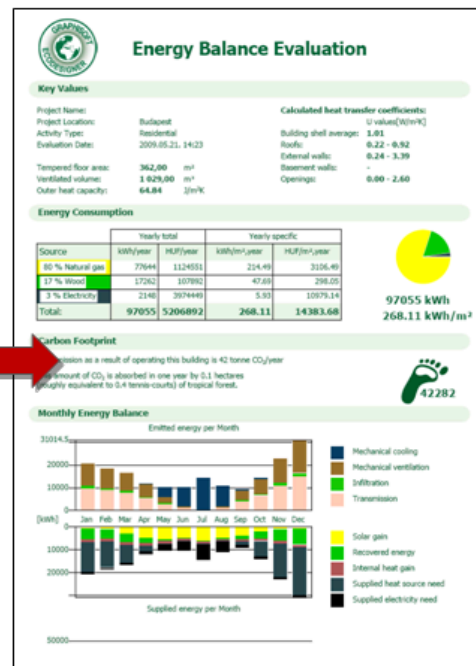 GRAPHISOFT
ECODESIGNER
Energy Balance Evaluation
Key Values
Project Name:
Project Location: Budapest
Activity Type: Residential
Evaluation Date: 2009.05.21. 14:23
Tempered floor area: 362,00 m²
Ventilated volume: 1 029,00 m³
Outer heat capacity: 64.84 J/m²K
Calculated heat transfer coefficients:
U values[W/m²K]
Building shell average: 1.01
Roofs: 0.22 - 0.92
External walls: 0.24 - 3.39
Basement walls: -
Openings: 0.00 - 2.60
Energy Consumption
Yearly total Yearly specific
Source kWh/year HUF/year kWh/m²,year HUF/m²,year
80 % Natural gas 77644 1124551 214.49 3106.49
17 % Wood 17262 107892 47.69 298.05
3 % Electricity 2148 3974449 5.93 10979.14
Total: 97055 5206892 268.11 14383.68
97055 kWh
268.11 kWh/m²
Carbon Footprint
mission as a result of operating this building is 42 tonne CO₂/year
amount of CO₂ is absorbed in one year by 0.1 hectares
roughly equivalent to 0.4 tennis-courts) of tropical forest.
42282
Monthly Energy Balance
Emitted energy per Month
31014.5
20000
10000
0
[kWh] Jan Feb Mar Apr May Jun Jul Aug Sep Oct Nov Dec
0
10000
20000
Supplied energy per Month
50000
Mechanical cooling
Mechanical ventilation
Infiltration
Transmission
Solar gain
Recovered energy
Internal heat gain
Supplied heat source need
Supplied electricity need